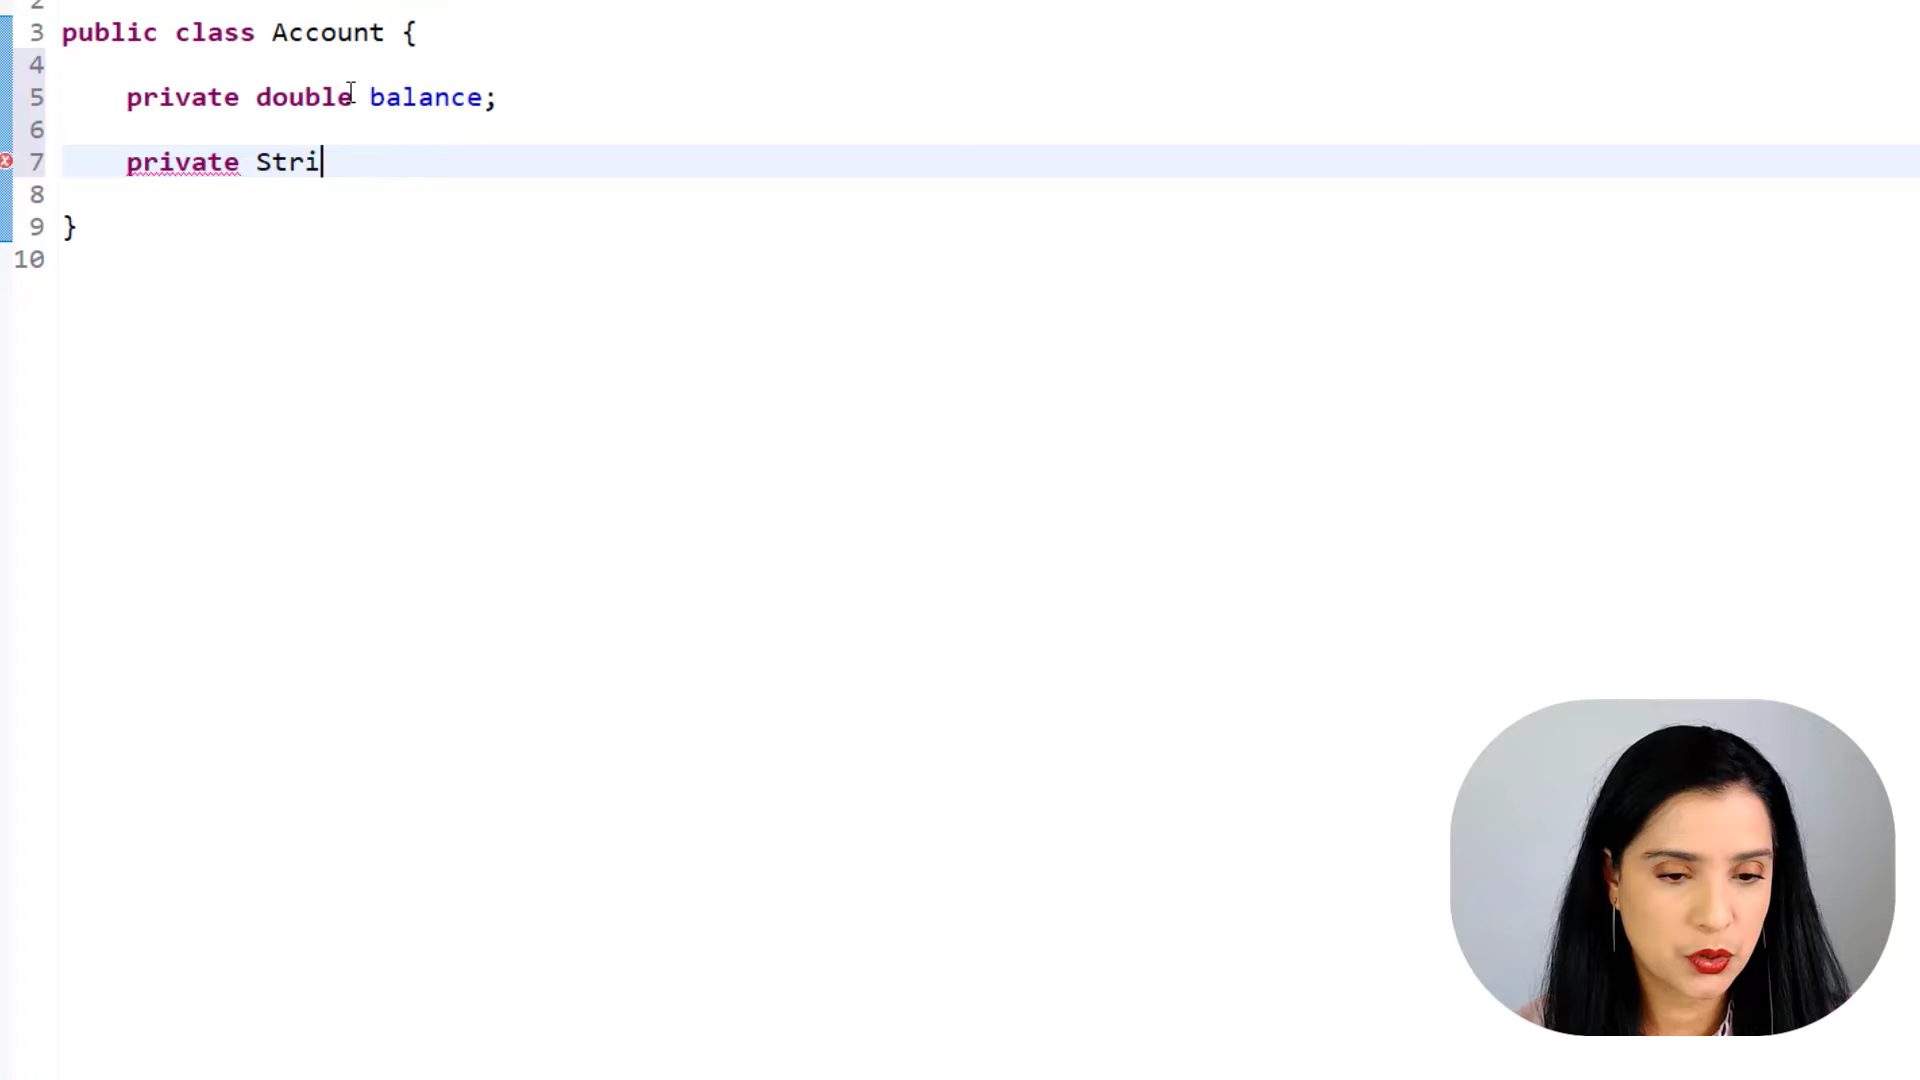 2
3 public class Account {
4
5 private double balance;
6
7 private Stri
8
9 }
10